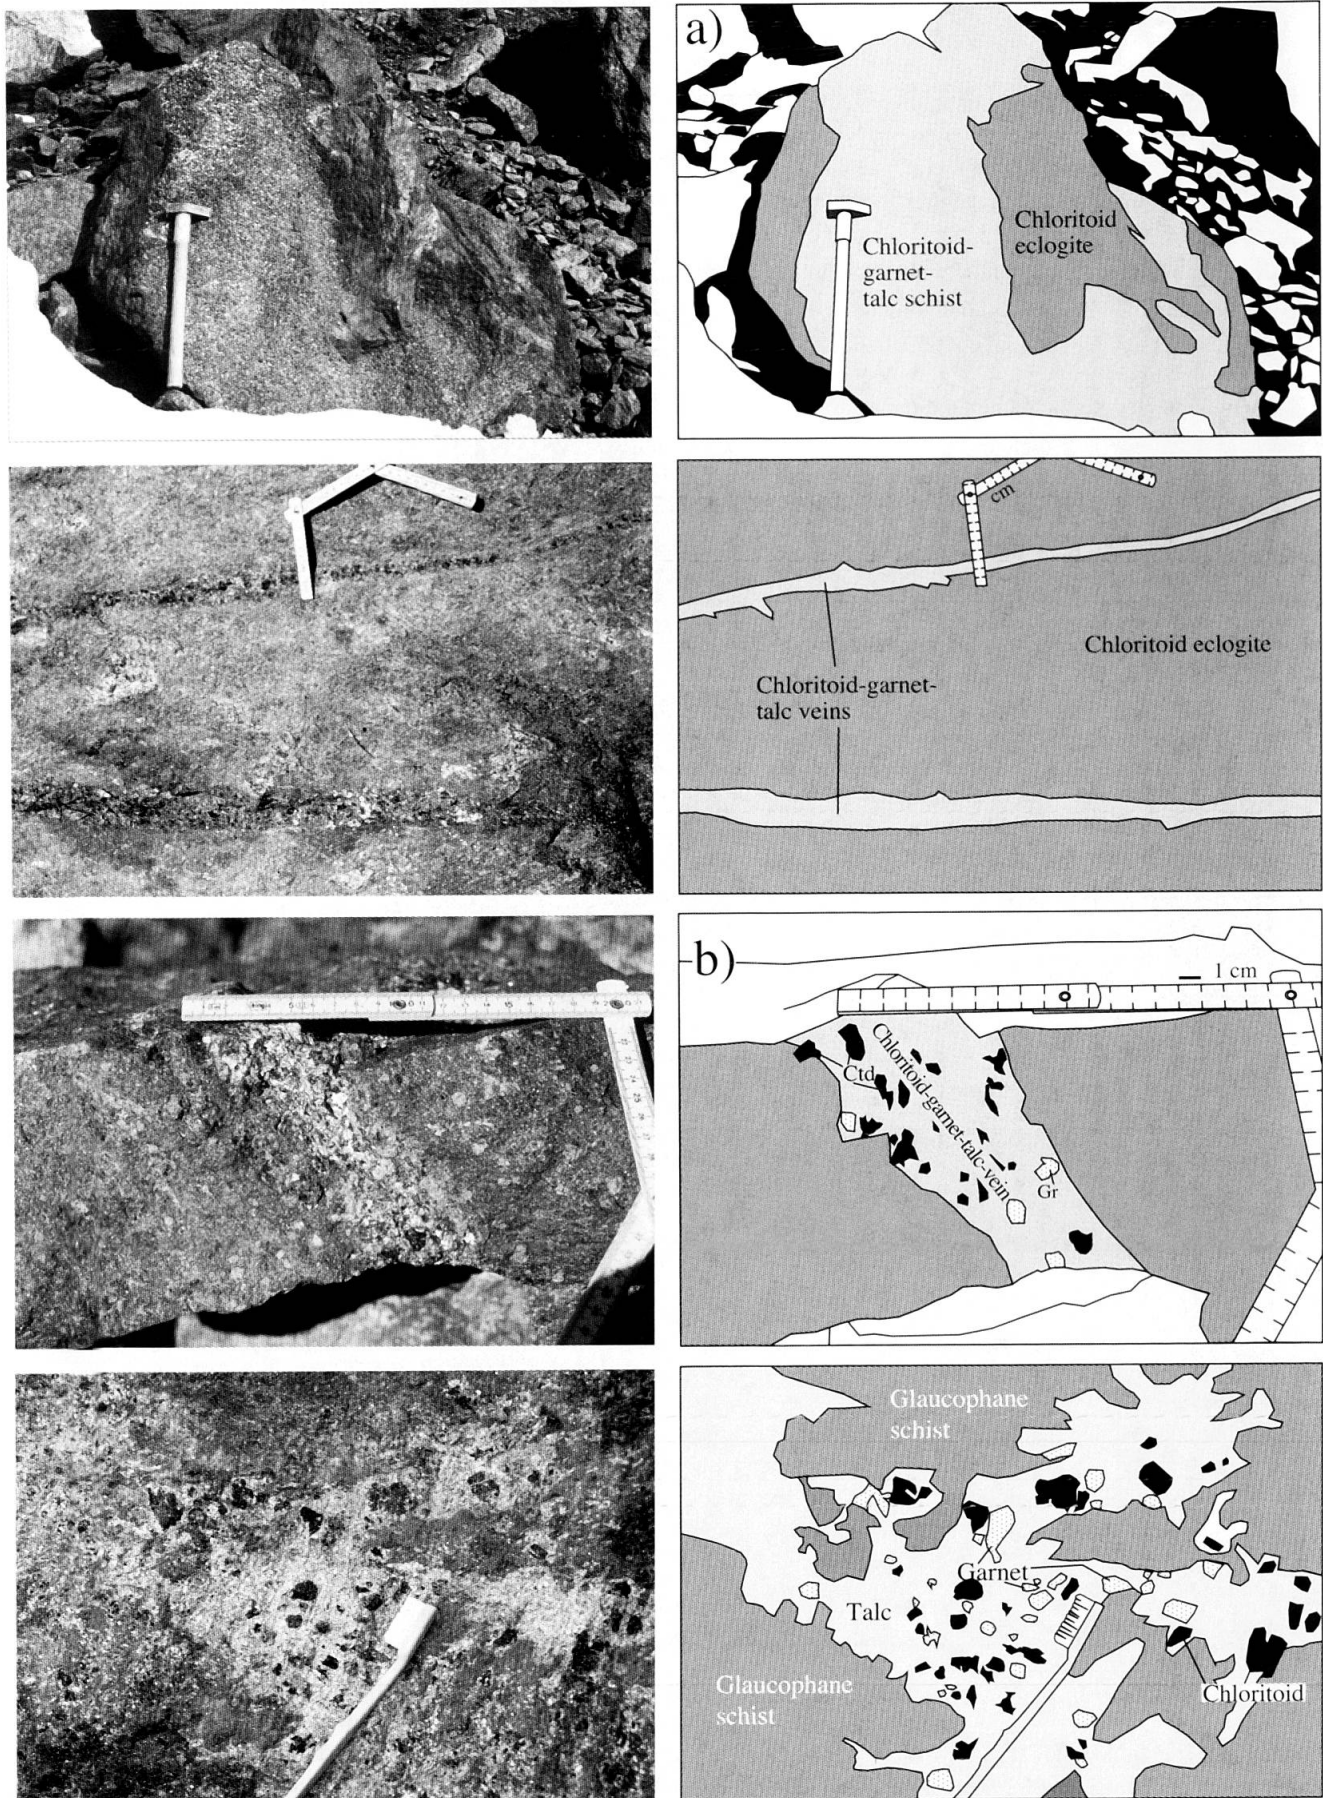 a)
Chloritoid
eclogite
Chloritoid-
garnet-
talc schist
cm
Chloritoid eclogite
Chloritoid-garnet-
talc veins
b)
1 cm
Ctd
Chloritoid-garnet-talc-vein
Gr
Glaucophane
schist
Garnet
Talc
Glaucophane
schist
Chloritoid